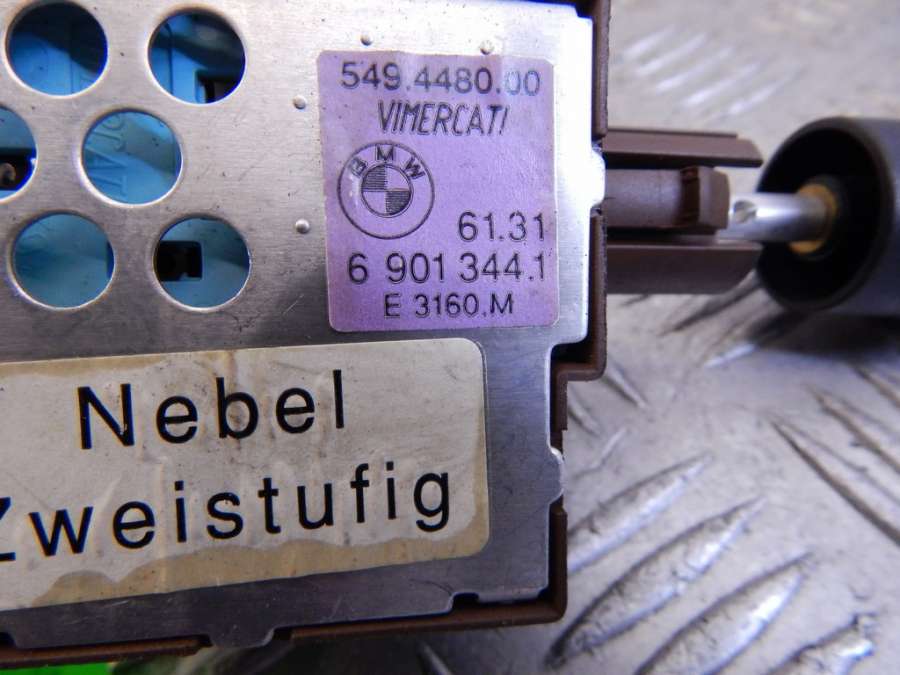 549.4480.00
VIMERCATI
BMW
61.31
6 901 344.1
E 3160.M
Nebel
Zweistufig